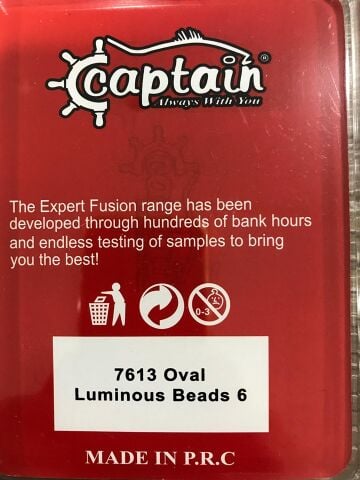 captain®
Always With You
The Expert Fusion range has been
developed through hundreds of bank hours
and endless testing of samples to bring
you the best!
0-3
7613 Oval
Luminous Beads 6
MADE IN P.R.C